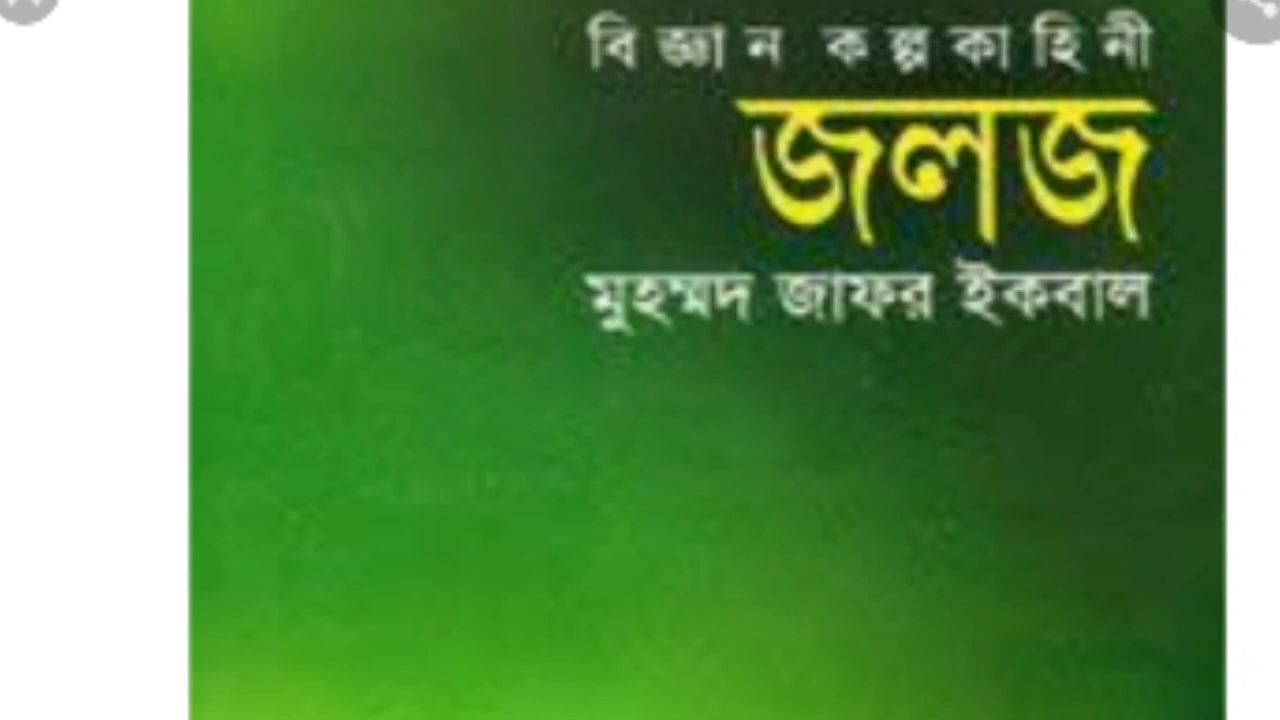 বিজ্ঞান কল্পকাহিনী
জলজ
মুহম্মদ জাফর ইকবাল